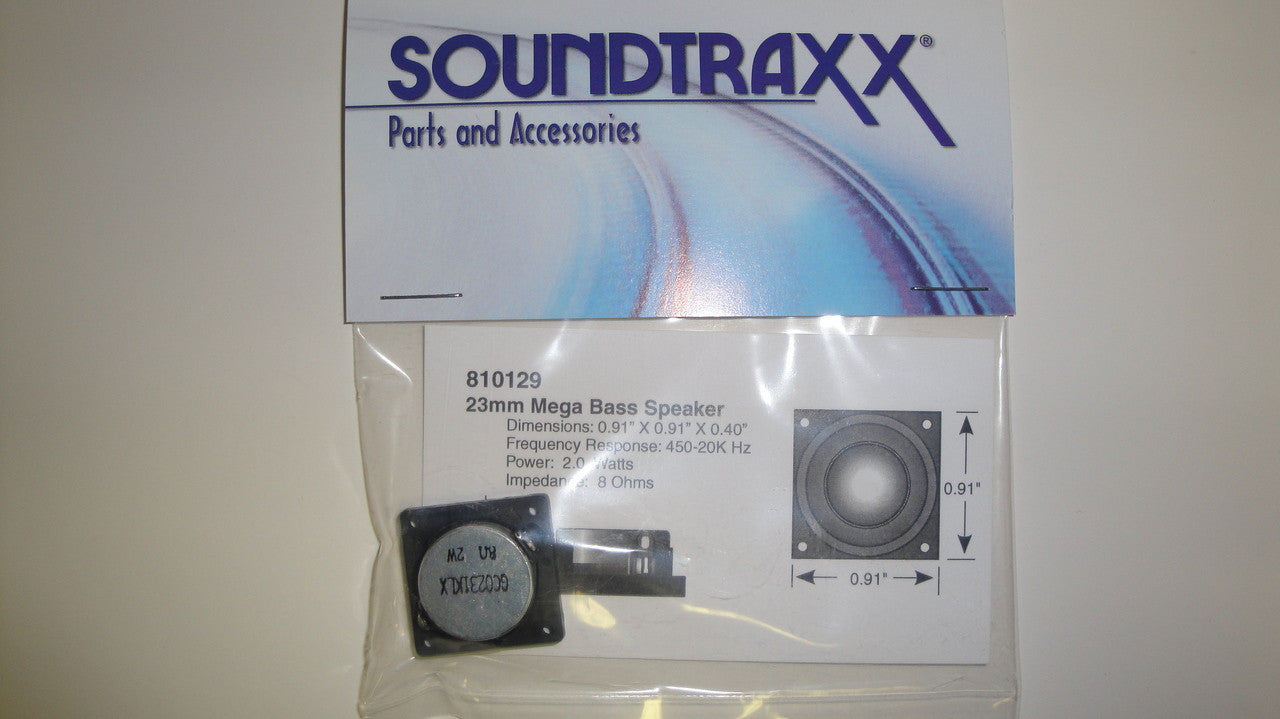 SOUNDTRAXX®
Parts and Accessories
810129
23mm Mega Bass Speaker
Dimensions: 0.91” X 0.91” X 0.40”
Frequency Response: 450-20K Hz
Power: 2.0 Watts
Impedance: 8 Ohms
0.91"
0.91"
GC0231KLX
8Ω 2W